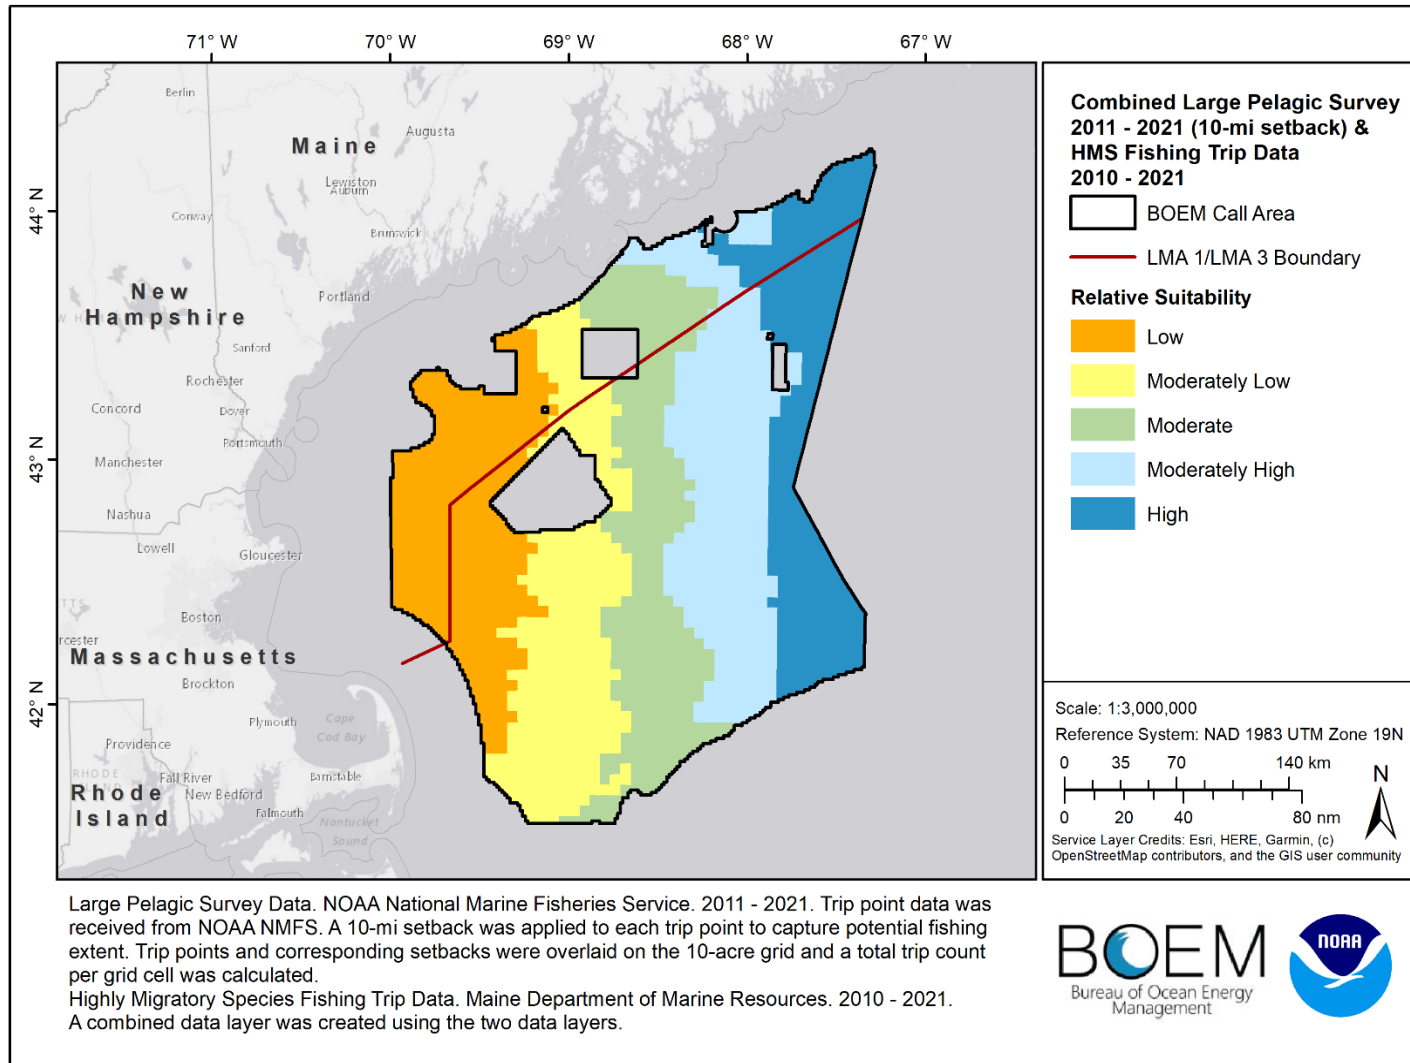 71° W
70° W
69° W
68° W
67° W
44° N
43° N
42° N
Berlin
Maine
Augusta
Lewiston
Auburn
Conway
Brunswick
New
Hampshire
Portland
Sanford
Rochester
Concord
Dover
Portsmouth
Manchester
Nashua
Lowell
Gloucester
Boston
rcester
Massachusetts
Brockton
Plymouth
Cape
Cod Bay
Providence
Fall River
Barnstable
RHODE
Rhode
Island
New Bedford
Falmouth
Nantucket
Sound
Combined Large Pelagic Survey
2011 - 2021 (10-mi setback) &
HMS Fishing Trip Data
2010 - 2021
BOEM Call Area
LMA 1/LMA 3 Boundary
Relative Suitability
Low
Moderately Low
Moderate
Moderately High
High
Scale: 1:3,000,000
Reference System: NAD 1983 UTM Zone 19N
0 35 70 140 km
0 20 40 80 nm
N
Service Layer Credits: Esri, HERE, Garmin, (c)
OpenStreetMap contributors, and the GIS user community
Large Pelagic Survey Data. NOAA National Marine Fisheries Service. 2011 - 2021. Trip point data was
received from NOAA NMFS. A 10-mi setback was applied to each trip point to capture potential fishing
extent. Trip points and corresponding setbacks were overlaid on the 10-acre grid and a total trip count
per grid cell was calculated.
Highly Migratory Species Fishing Trip Data. Maine Department of Marine Resources. 2010 - 2021.
A combined data layer was created using the two data layers.
BOEM
Bureau of Ocean Energy
Management
NOAA